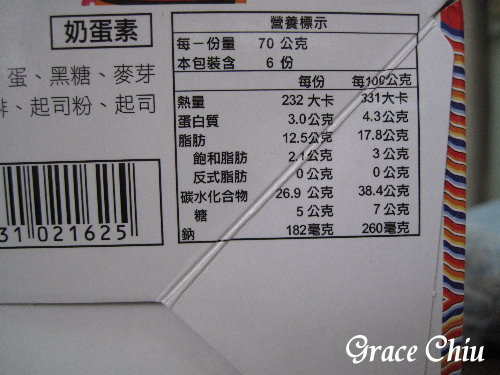 奶蛋素
蛋、黑糖、麥芽
、起司粉、起司
31 021625
營養標示
每一份量 70 公克
本包裝含 6 份
每份 每100公克
熱量 232 大卡 331大卡
蛋白質 3.0公克 4.3公克
脂肪 12.5公克 17.8公克
飽和脂肪 2.1公克 3 公克
反式脂肪 0 公克 0 公克
碳水化合物 26.9 公克 38.4公克
糖 5 公克 7 公克
鈉 182毫克 260毫克
Grace Chiu